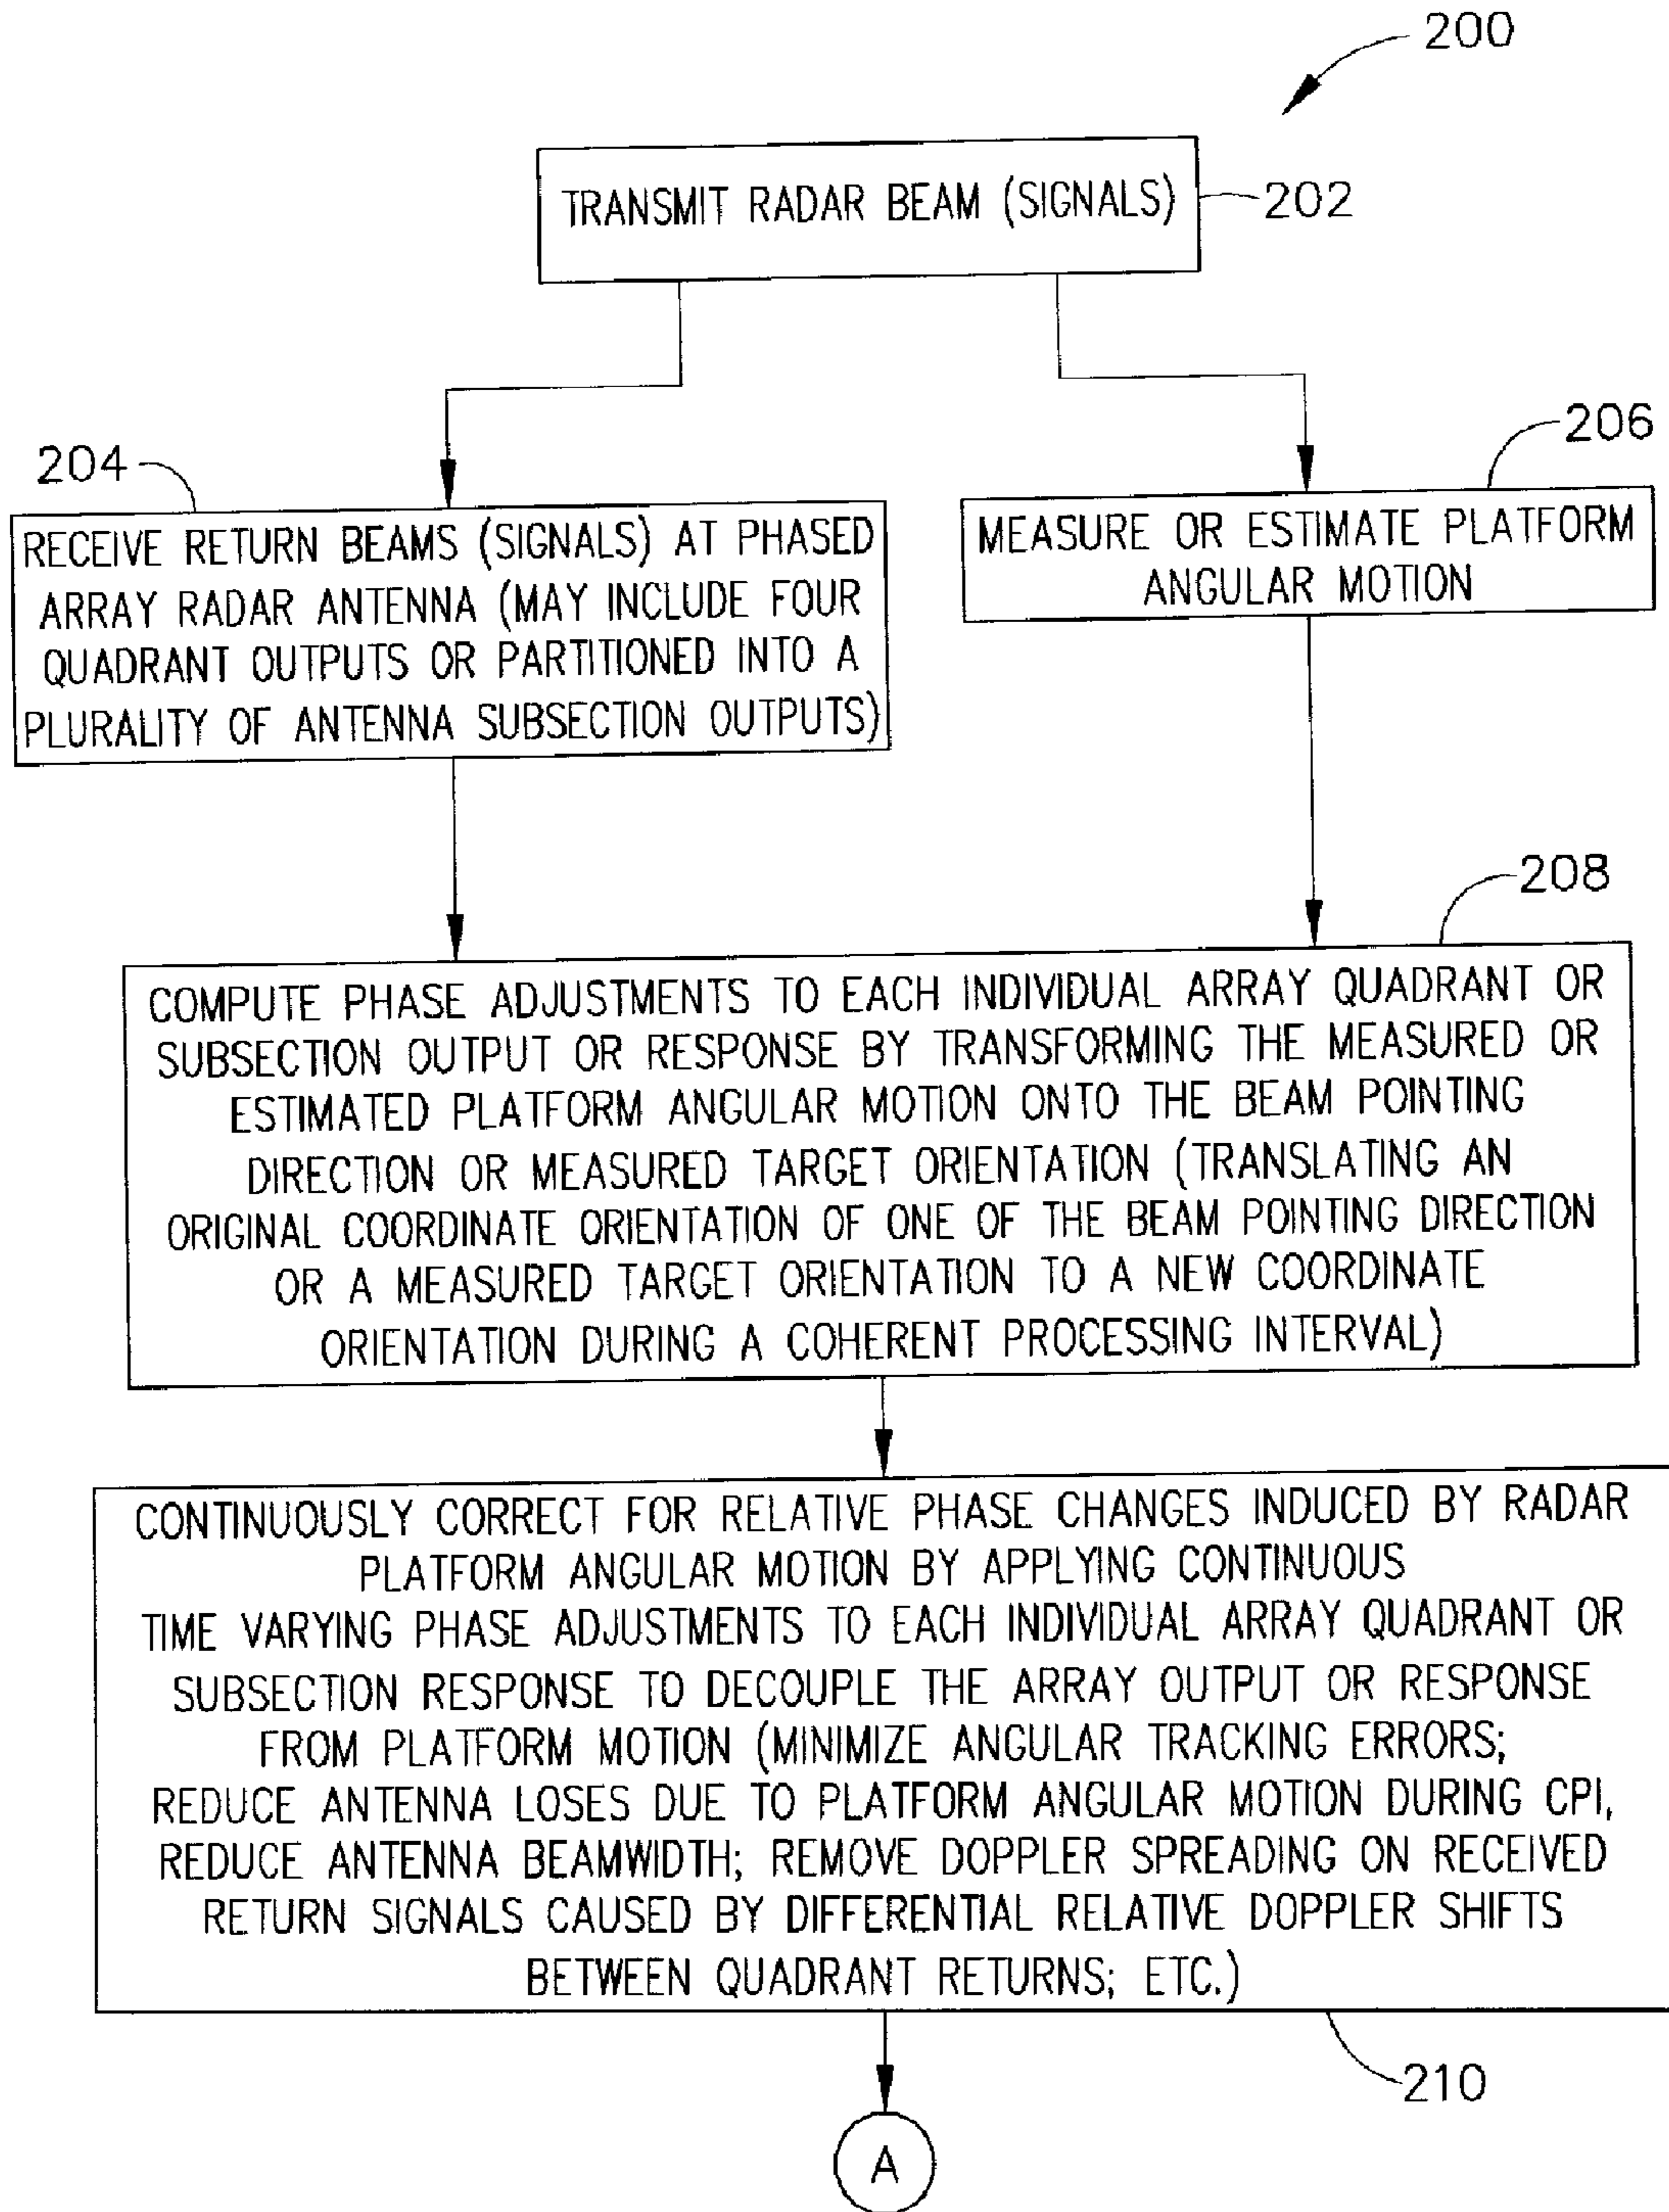 200
TRANSMIT RADAR BEAM (SIGNALS)
202
204
RECEIVE RETURN BEAMS (SIGNALS) AT PHASED
ARRAY RADAR ANTENNA (MAY INCLUDE FOUR
QUADRANT OUTPUTS OR PARTITIONED INTO A
PLURALITY OF ANTENNA SUBSECTION OUTPUTS)
206
MEASURE OR ESTIMATE PLATFORM
ANGULAR MOTION
208
COMPUTE PHASE ADJUSTMENTS TO EACH INDIVIDUAL ARRAY QUADRANT OR
SUBSECTION OUTPUT OR RESPONSE BY TRANSFORMING THE MEASURED OR
ESTIMATED PLATFORM ANGULAR MOTION ONTO THE BEAM POINTING
DIRECTION OR MEASURED TARGET ORIENTATION (TRANSLATING AN
ORIGINAL COORDINATE ORIENTATION OF ONE OF THE BEAM POINTING DIRECTION
OR A MEASURED TARGET ORIENTATION TO A NEW COORDINATE
ORIENTATION DURING A COHERENT PROCESSING INTERVAL)
CONTINUOUSLY CORRECT FOR RELATIVE PHASE CHANGES INDUCED BY RADAR
PLATFORM ANGULAR MOTION BY APPLYING CONTINUOUS
TIME VARYING PHASE ADJUSTMENTS TO EACH INDIVIDUAL ARRAY QUADRANT OR
SUBSECTION RESPONSE TO DECOUPLE THE ARRAY OUTPUT OR RESPONSE
FROM PLATFORM MOTION (MINIMIZE ANGULAR TRACKING ERRORS;
REDUCE ANTENNA LOSES DUE TO PLATFORM ANGULAR MOTION DURING CPI,
REDUCE ANTENNA BEAMWIDTH; REMOVE DOPPLER SPREADING ON RECEIVED
RETURN SIGNALS CAUSED BY DIFFERENTIAL RELATIVE DOPPLER SHIFTS
BETWEEN QUADRANT RETURNS; ETC.)
210
A